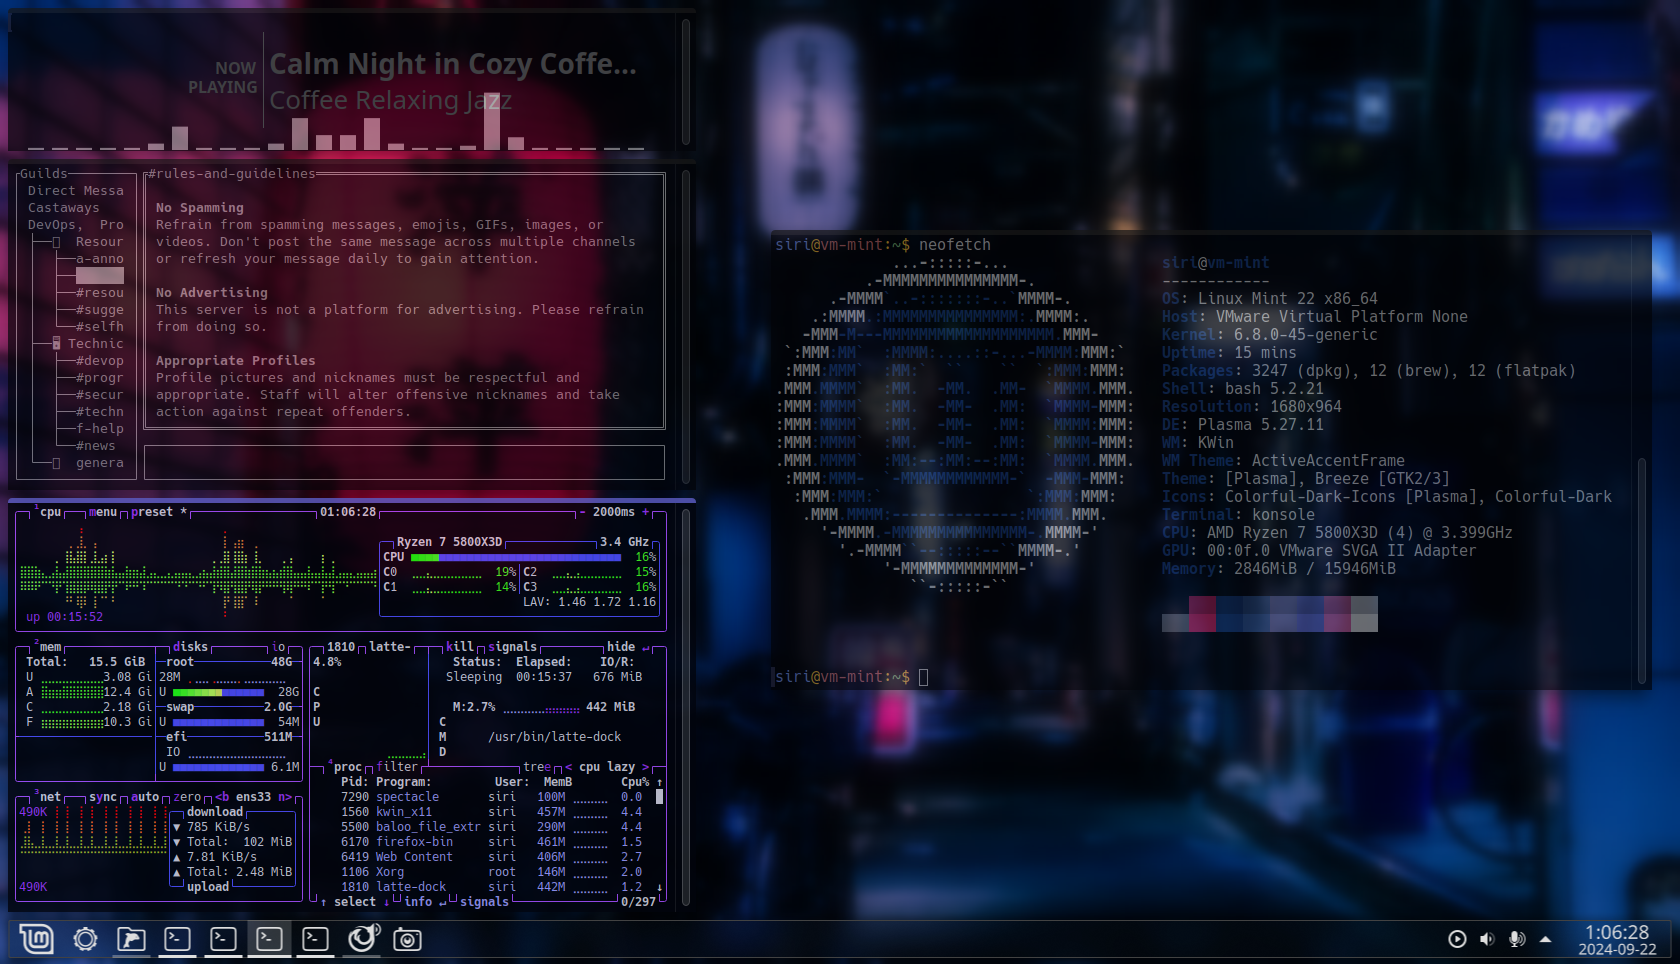 NOW
PLAYING
Calm Night in Cozy Coffe...
Coffee Relaxing Jazz
Guilds
Direct Messa
Castaways
DevOps, Pro
Resour
a-anno
#resou
#sugge
#selfh
Technic
#devop
#progr
#secur
#techn
f-help
#news
genera
#rules-and-guidelines
No Spamming
Refrain from spamming messages, emojis, GIFs, images, or
videos. Don't post the same message across multiple channels
or refresh your message daily to gain attention.
No Advertising
This server is not a platform for advertising. Please refrain
from doing so.
Appropriate Profiles
Profile pictures and nicknames must be respectful and
appropriate. Staff will alter offensive nicknames and take
action against repeat offenders.
1cpu menu preset * 01:06:28 - 2000ms +
Ryzen 7 5800X3D 3.4 GHz
CPU 16%
C0 19% C2 15%
C1 14% C3 16%
LAV: 1.46 1.72 1.16
up 00:15:52
2mem disks io
Total: 15.5 GiB
U 3.08 Gi
A 12.4 Gi
C 2.18 Gi
F 10.3 Gi
root 48G
28M
U 28G
swap 2.0G
U 54M
efi 511M
IO
U 6.1M
3net sync auto zero <b ens33 n>
490K
490K
download
▼ 785 KiB/s
▼ Total: 102 MiB
▲ 7.81 KiB/s
▲ Total: 2.48 MiB
upload
1810 latte- kill signals hide ↵
4.8%
CPU
Status: Elapsed: IO/R:
Sleeping 00:15:37 676 MiB
M:2.7% 442 MiB
CMD
/usr/bin/latte-dock
4proc filter tree < cpu lazy >
Pid: Program: User: MemB Cpu% ↑
7290 spectacle siri 100M 0.0
1560 kwin_x11 siri 457M 4.4
5500 baloo_file_extr siri 290M 4.4
6170 firefox-bin siri 461M 1.5
6419 Web Content siri 406M 2.7
1106 Xorg root 146M 2.0
1810 latte-dock siri 442M 1.2 ↓
↑ select ↓ info ↵ signals 0/297
siri@vm-mint:~$ neofetch
siri@vm-mint
------------
OS: Linux Mint 22 x86_64
Host: VMware Virtual Platform None
Kernel: 6.8.0-45-generic
Uptime: 15 mins
Packages: 3247 (dpkg), 12 (brew), 12 (flatpak)
Shell: bash 5.2.21
Resolution: 1680x964
DE: Plasma 5.27.11
WM: KWin
WM Theme: ActiveAccentFrame
Theme: [Plasma], Breeze [GTK2/3]
Icons: Colorful-Dark-Icons [Plasma], Colorful-Dark
Terminal: konsole
CPU: AMD Ryzen 7 5800X3D (4) @ 3.399GHz
GPU: 00:0f.0 VMware SVGA II Adapter
Memory: 2846MiB / 15946MiB
siri@vm-mint:~$
1:06:28
2024-09-22